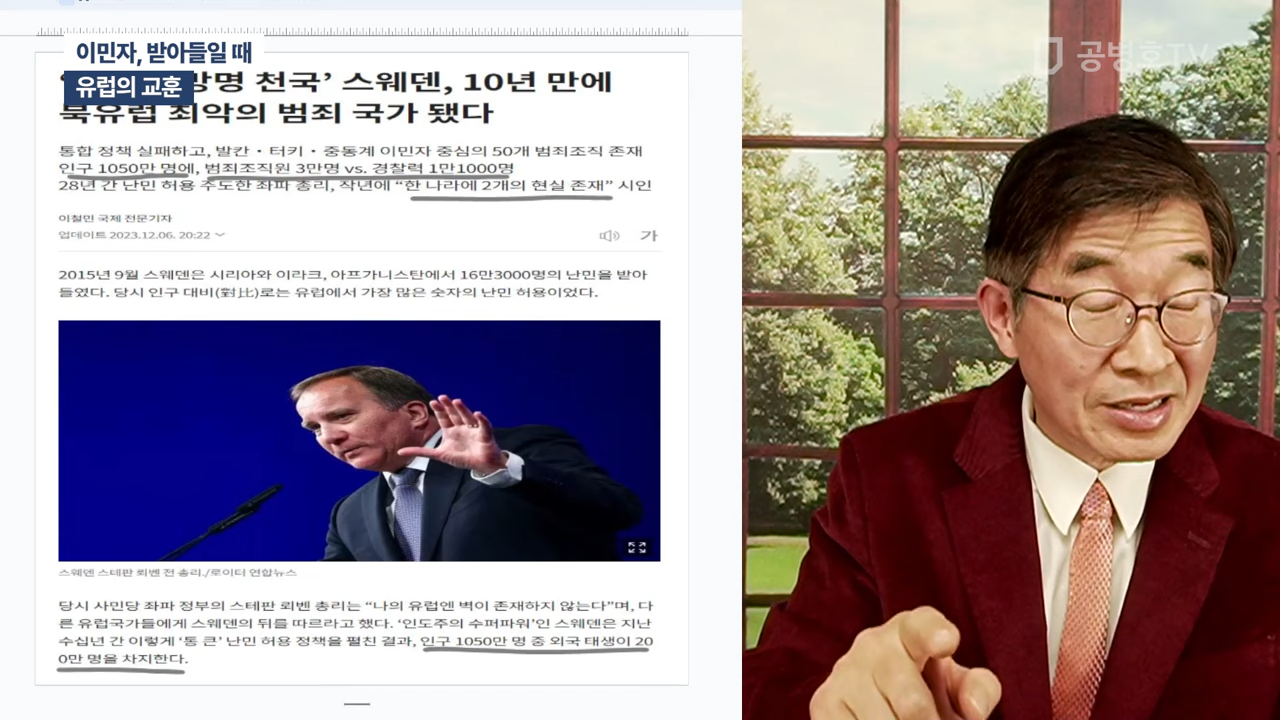 이민자, 받아들일 때
유럽의 교훈
공병호TV
망명 천국’ 스웨덴, 10년 만에
북유럽 최악의 범죄 국가 됐다
통합 정책 실패하고, 발칸・터키・중동계 이민자 중심의 50개 범죄조직 존재
인구 1050만 명에, 범죄조직원 3만명 vs. 경찰력 1만1000명
28년 간 난민 허용 주도한 좌파 총리, 작년에 “한 나라에 2개의 현실 존재” 시인
이철민 국제 전문기자
업데이트 2023.12.06. 20:22
가
2015년 9월 스웨덴은 시리아와 이라크, 아프가니스탄에서 16만3000명의 난민을 받아
들였다. 당시 인구 대비(對比)로는 유럽에서 가장 많은 숫자의 난민 허용이었다.
스웨덴 스테판 뢰벤 전 총리./로이터 연합뉴스
당시 사민당 좌파 정부의 스테판 뢰벤 총리는 “나의 유럽엔 벽이 존재하지 않는다”며, 다
른 유럽국가들에게 스웨덴의 뒤를 따르라고 했다. ‘인도주의 수퍼파워’인 스웨덴은 지난
수십년 간 이렇게 ‘통 큰’ 난민 허용 정책을 펼친 결과, 인구 1050만 명 중 외국 태생이 20
0만 명을 차지한다.